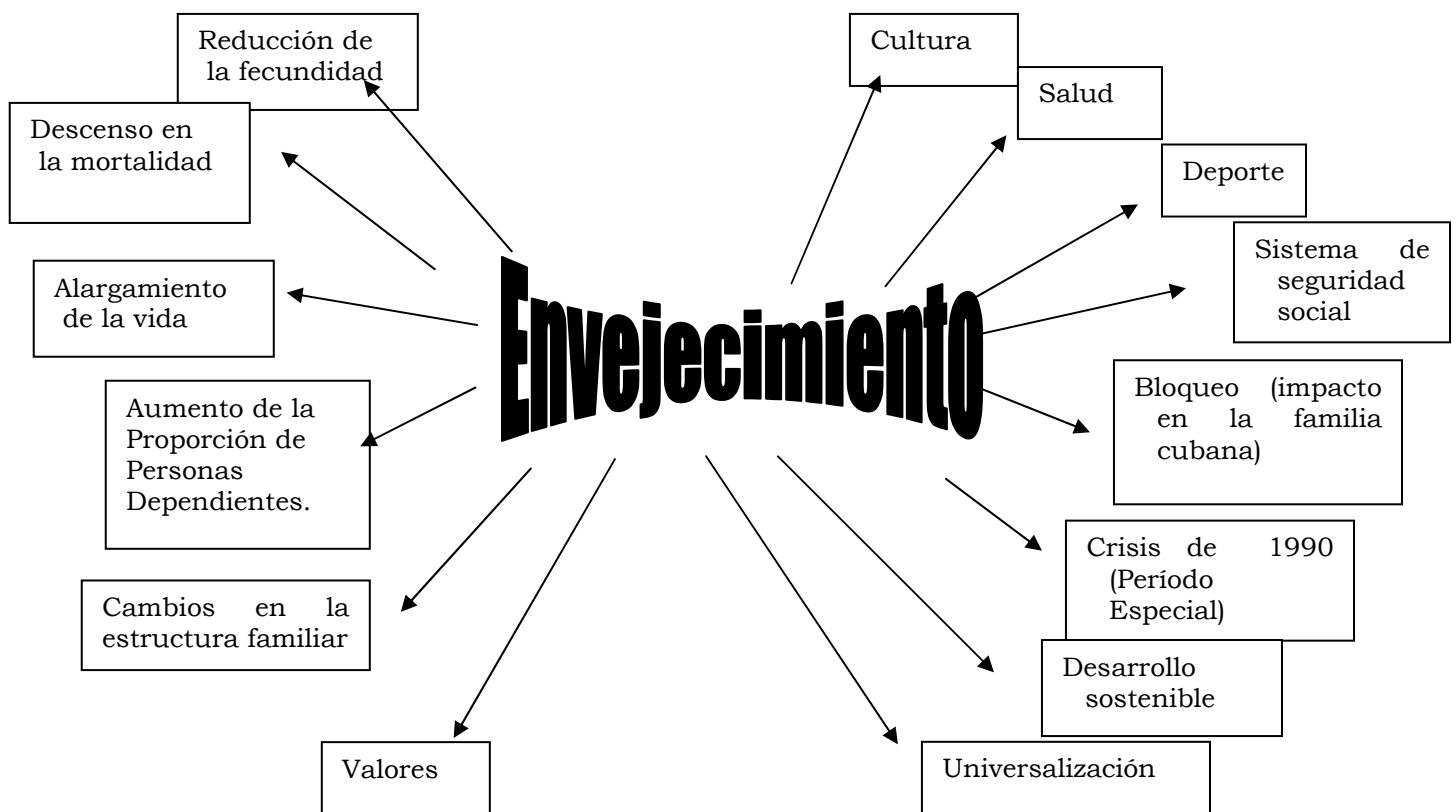 Reducción de
la fecundidad
Descenso en
la mortalidad
Alargamiento
de la vida
Aumento de la
Proporción de
Personas
Dependientes.
Cambios en la
estructura familiar
Valores
Envejecimiento
Cultura
Salud
Deporte
Sistema de
seguridad
social
Bloqueo (impacto
en la familia
cubana)
Crisis de 1990
(Período
Especial)
Desarrollo
sostenible
Universalización